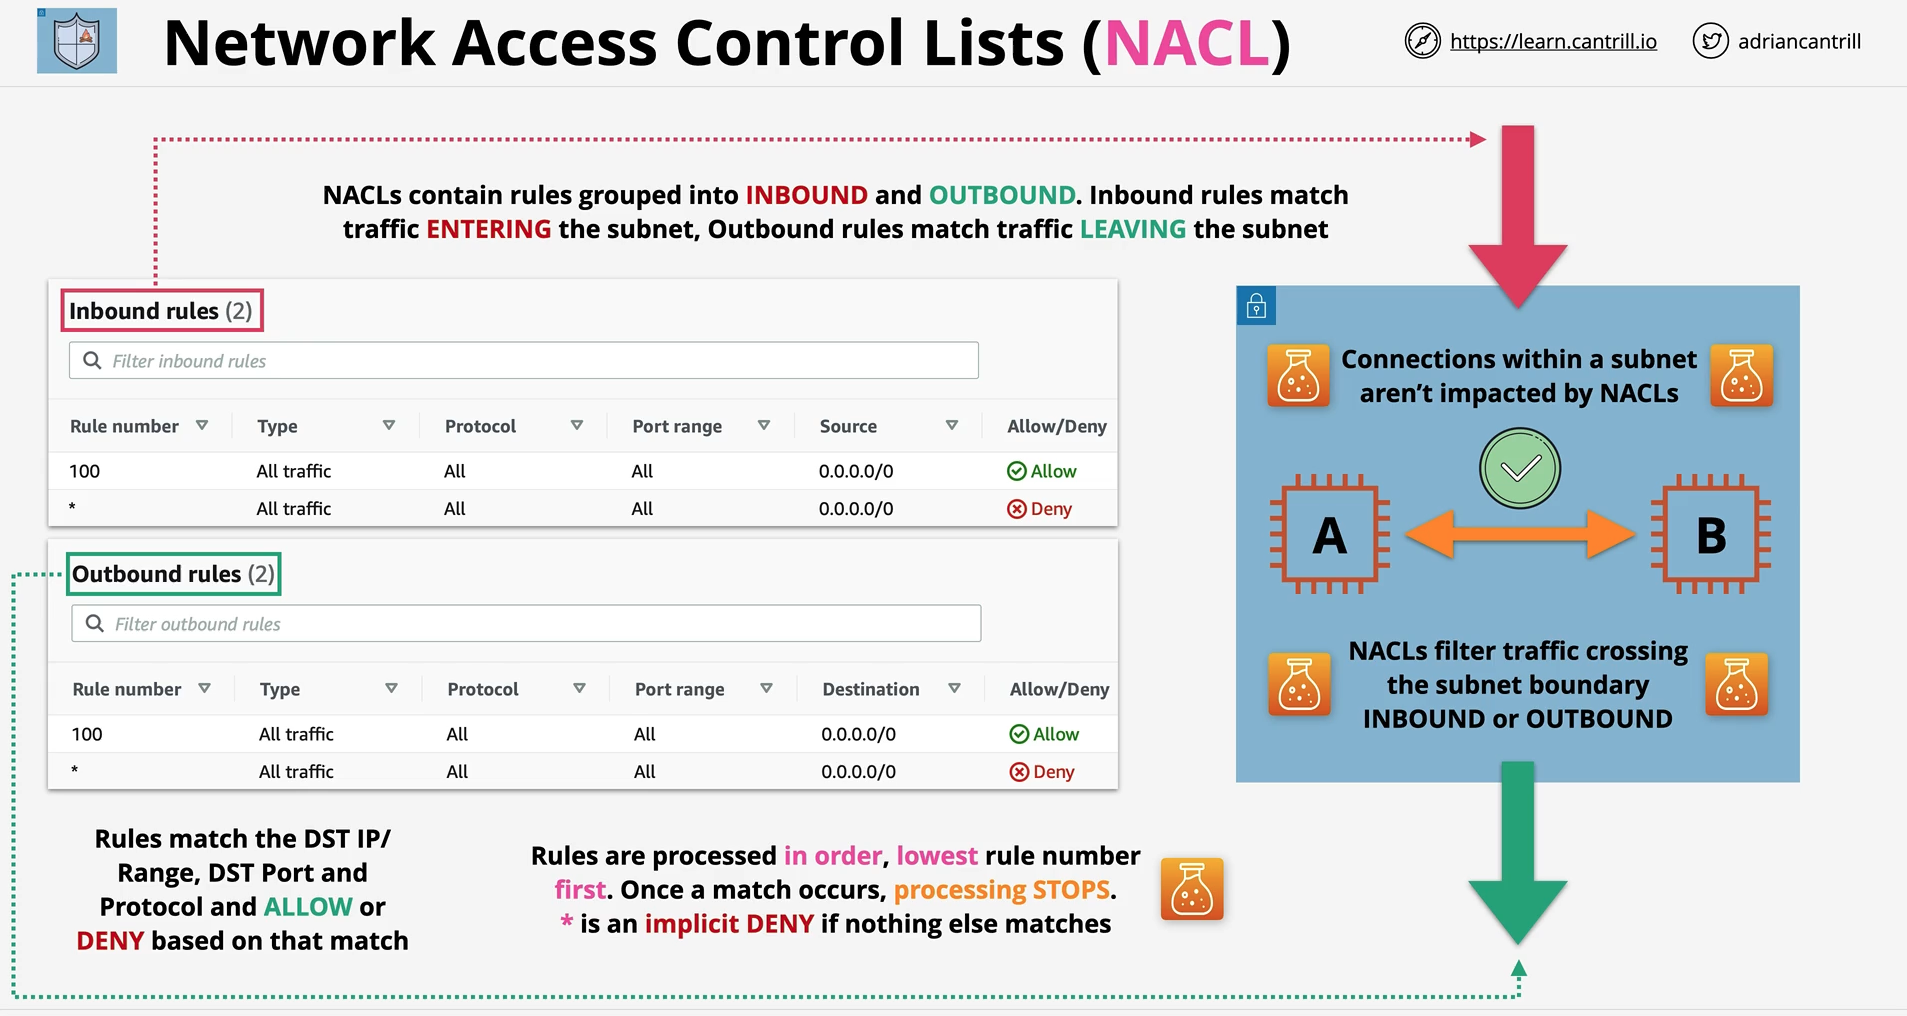 Network Access Control Lists (NACL)
https://learn.cantrill.io
adriancantrill
NACLs contain rules grouped into INBOUND and OUTBOUND. Inbound rules match
traffic ENTERING the subnet, Outbound rules match traffic LEAVING the subnet
Inbound rules (2)
Filter inbound rules
Rule number Type Protocol Port range Source Allow/Deny
100 All traffic All All 0.0.0.0/0 Allow
* All traffic All All 0.0.0.0/0 Deny
Outbound rules (2)
Filter outbound rules
Rule number Type Protocol Port range Destination Allow/Deny
100 All traffic All All 0.0.0.0/0 Allow
* All traffic All All 0.0.0.0/0 Deny
Connections within a subnet
aren't impacted by NACLs
A
B
NACLs filter traffic crossing
the subnet boundary
INBOUND or OUTBOUND
Rules match the DST IP/
Range, DST Port and
Protocol and ALLOW or
DENY based on that match
Rules are processed in order, lowest rule number
first. Once a match occurs, processing STOPS.
* is an implicit DENY if nothing else matches